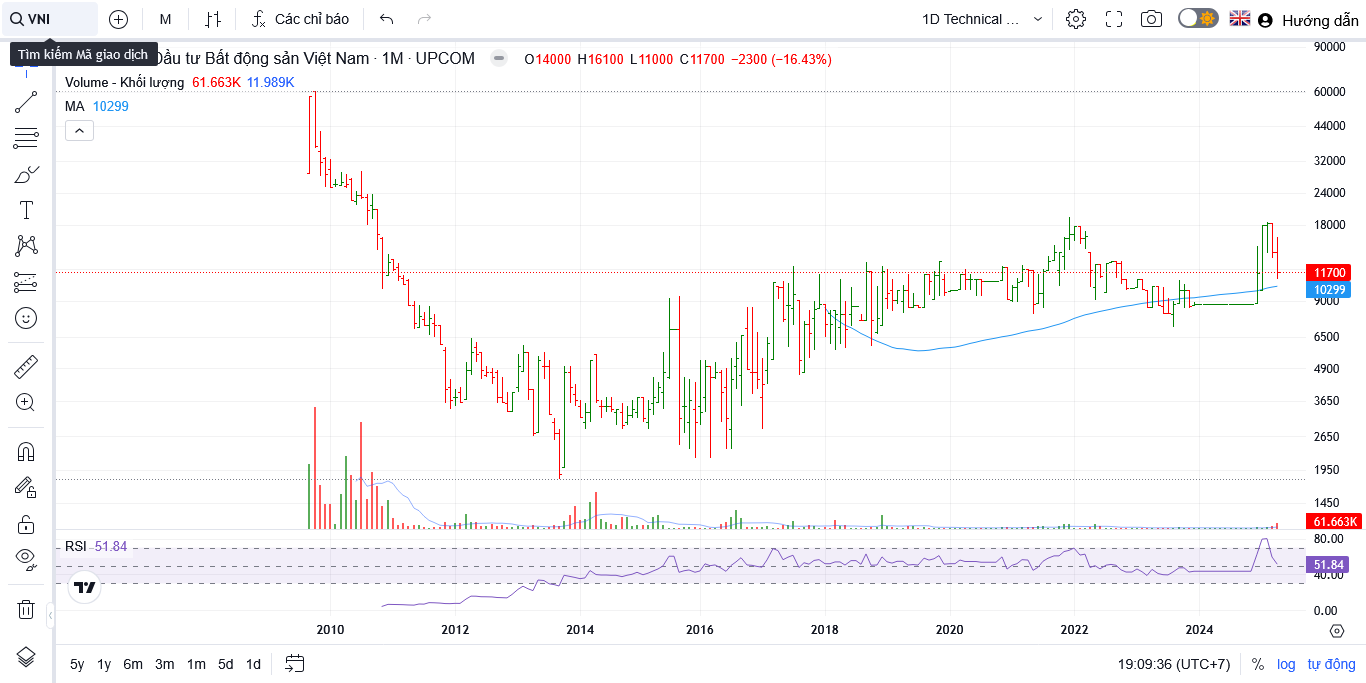 VNI
M
Các chỉ báo
1D Technical ...
Hướng dẫn
Tìm kiếm Mã giao dịch
Đầu tư Bất động sản Việt Nam · 1M · UPCOM
O14000 H16100 L11000 C11700 −2300 (−16.43%)
Volume - Khối lượng 61.663K 11.989K
MA 10299
90000
60000
44000
32000
24000
18000
11700
10299
9000
6500
4900
3650
2650
1950
1450
61.663K
RSI 51.84
80.00
51.84
40.00
0.00
2010 2012 2014 2016 2018 2020 2022 2024
5y 1y 6m 3m 1m 5d 1d
19:09:36 (UTC+7) % log tự động